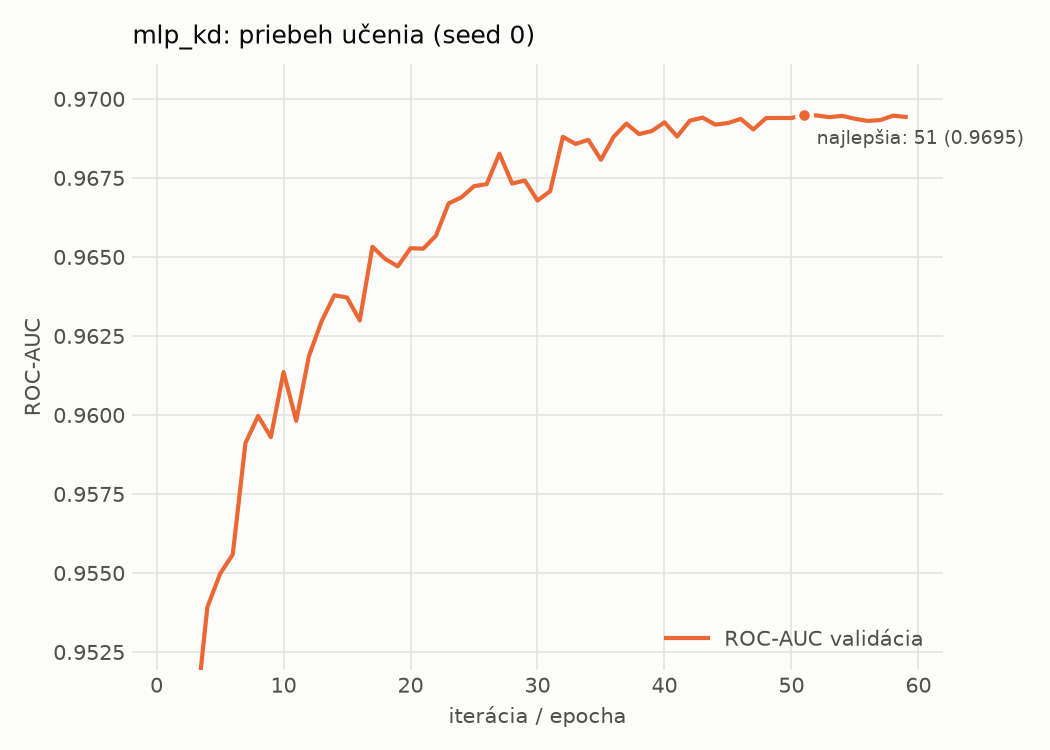 mlp_kd: priebeh učenia (seed 0)
0.9700
najlepšia: 51 (0.9695)
0.9675
0.9650
0.9625
ROC-AUC
0.9600
0.9575
0.9550
ROC-AUC validácia
0.9525
0 10 20 30 40 50 60
iterácia / epocha